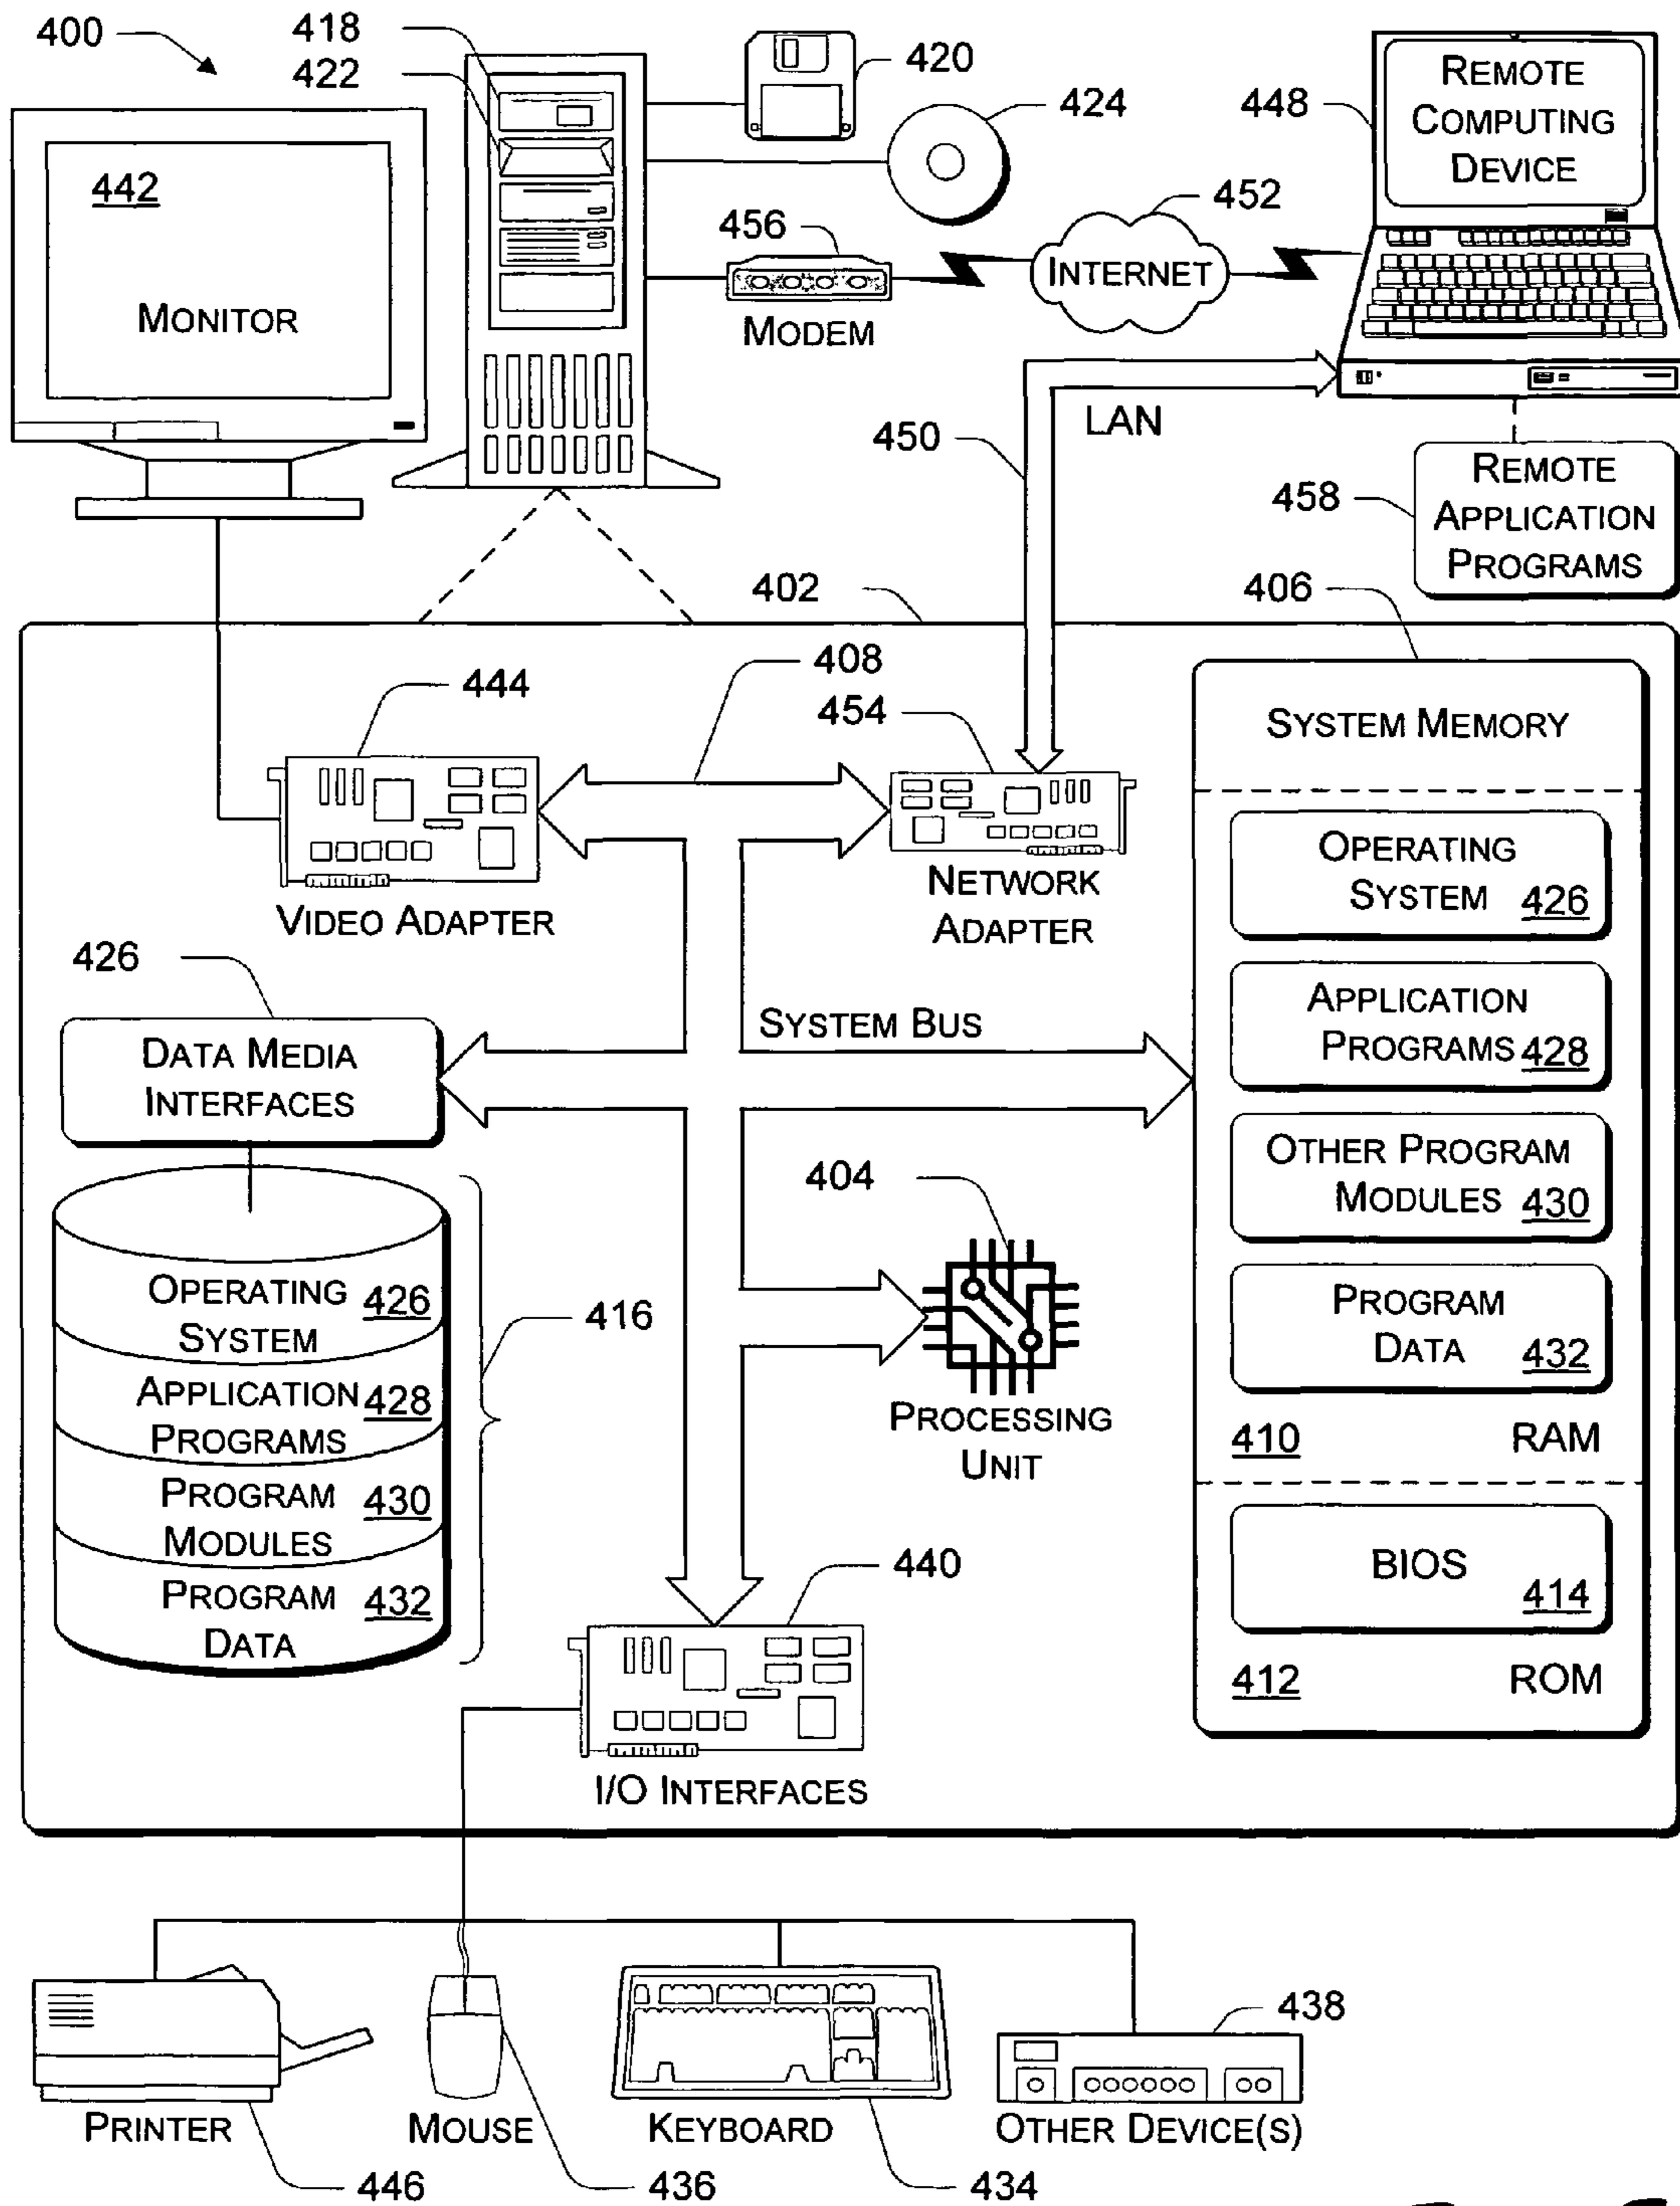 400
418
422
420
424
448
REMOTE
COMPUTING
DEVICE
442
MONITOR
456
MODEM
452
INTERNET
450
LAN
458
REMOTE
APPLICATION
PROGRAMS
402
406
408
444
454
VIDEO ADAPTER
NETWORK
ADAPTER
SYSTEM MEMORY
OPERATING
SYSTEM 426
APPLICATION
PROGRAMS 428
OTHER PROGRAM
MODULES 430
PROGRAM
DATA 432
410 RAM
BIOS
414
412 ROM
426
DATA MEDIA
INTERFACES
SYSTEM BUS
404
PROCESSING
UNIT
OPERATING 426
SYSTEM
APPLICATION 428
PROGRAMS
PROGRAM 430
MODULES
PROGRAM 432
DATA
416
440
I/O INTERFACES
PRINTER
446
MOUSE
436
KEYBOARD
434
438
OTHER DEVICE(S)